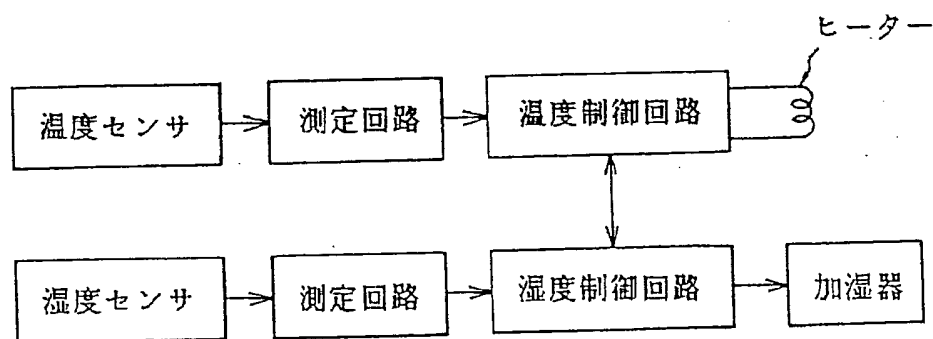 ヒーター
温度センサ
測定回路
温度制御回路
湿度センサ
測定回路
湿度制御回路
加湿器